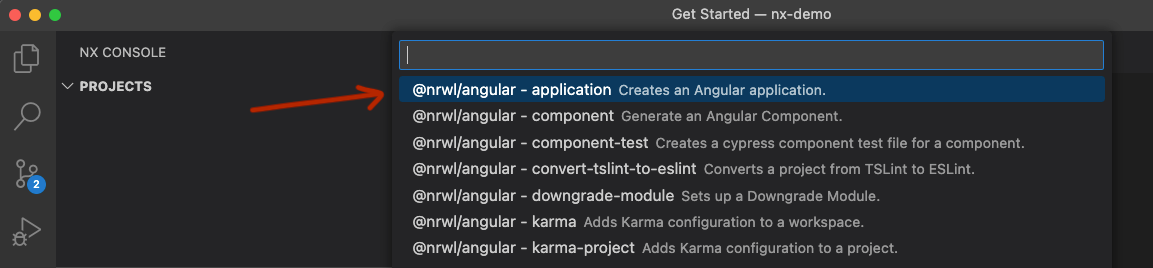 Get Started — nx-demo
NX CONSOLE
PROJECTS
@nrwl/angular - application Creates an Angular application.
@nrwl/angular - component Generate an Angular Component.
@nrwl/angular - component-test Creates a cypress component test file for a component.
@nrwl/angular - convert-tslint-to-eslint Converts a project from TSLint to ESLint.
@nrwl/angular - downgrade-module Sets up a Downgrade Module.
@nrwl/angular - karma Adds Karma configuration to a workspace.
@nrwl/angular - karma-project Adds Karma configuration to a project.
2